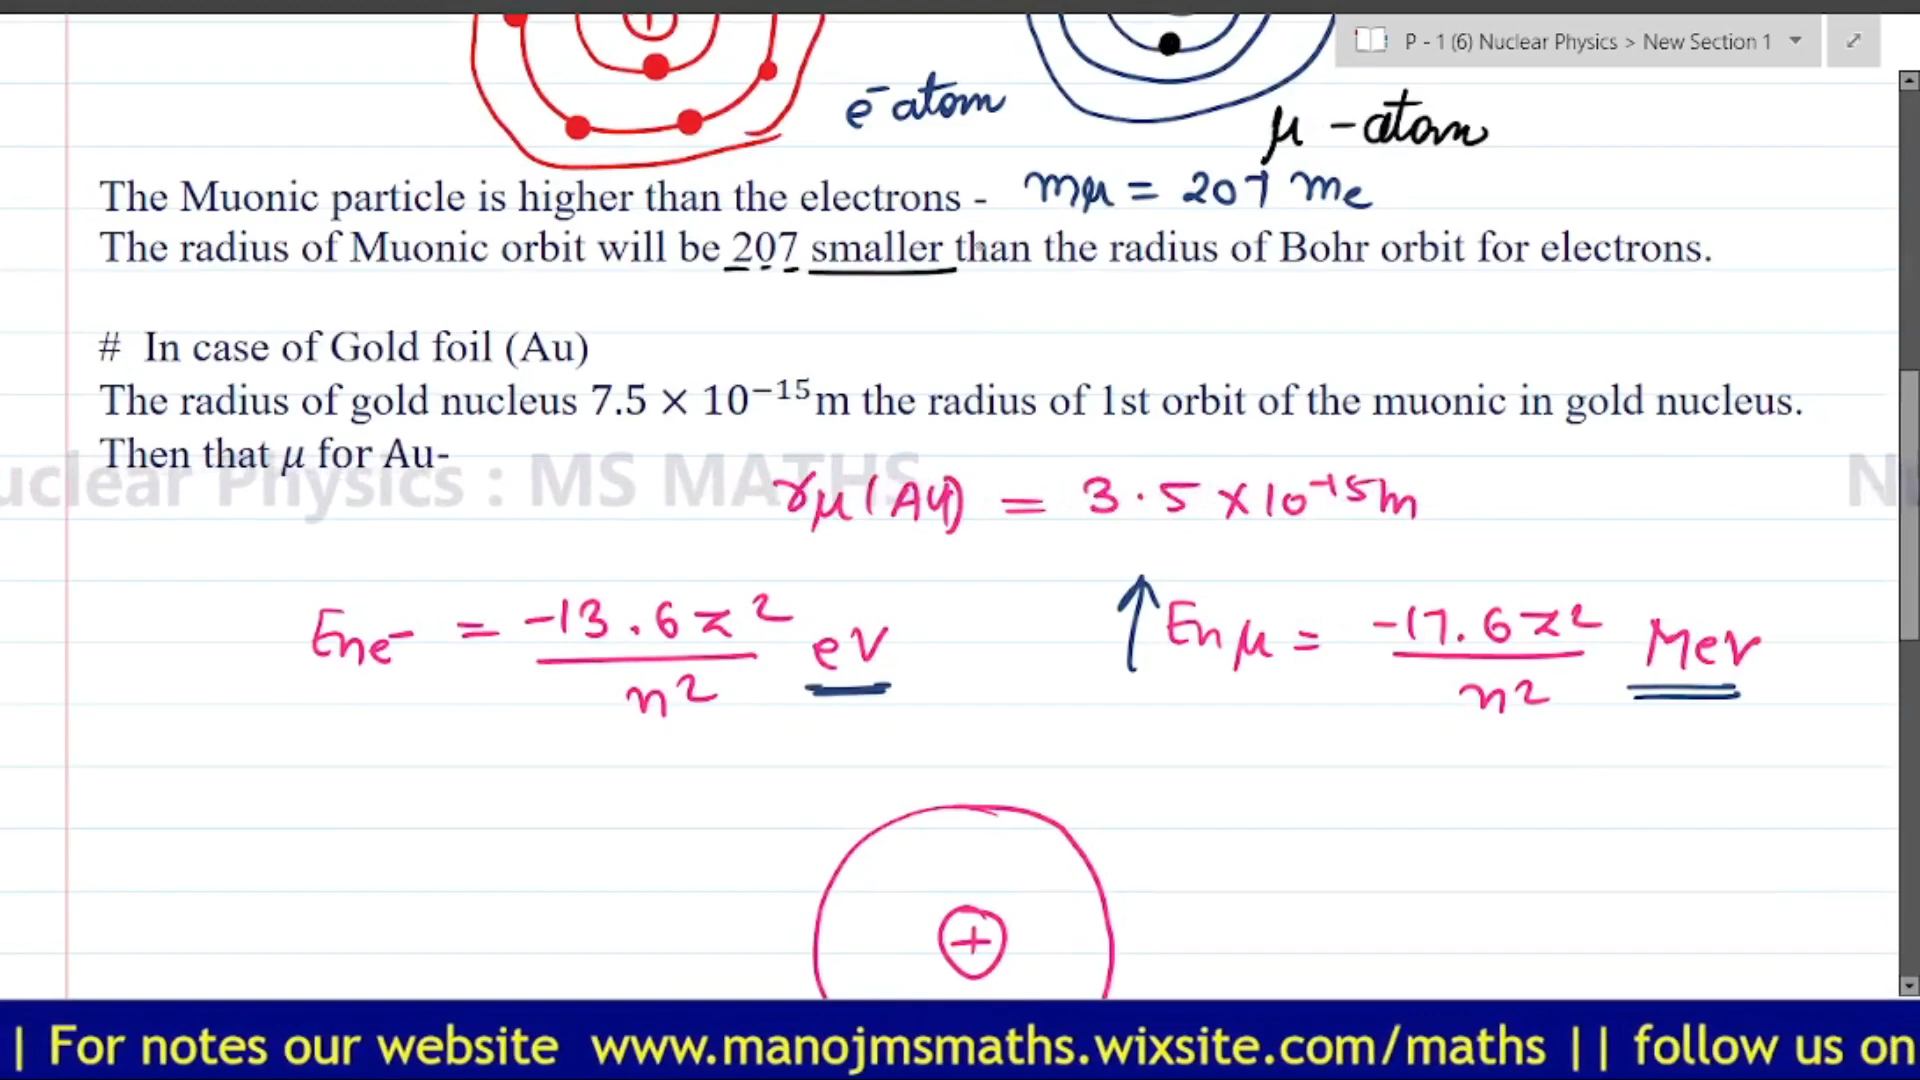 P - 1 (6) Nuclear Physics > New Section 1
e⁻ atom
μ - atom
The Muonic particle is higher than the electrons - mμ = 207 me
The radius of Muonic orbit will be 207 smaller than the radius of Bohr orbit for electrons.
# In case of Gold foil (Au)
The radius of gold nucleus 7.5 × 10⁻¹⁵m the radius of 1st orbit of the muonic in gold nucleus.
Then that μ for Au-
uclear Physics : MS MATHS
rμ(Au) = 3.5 × 10⁻¹⁵m
Ene⁻ = -13.6 z² / n² eV
↑ Enμ = -17.6 z² / n² Mev
+
| For notes our website www.manojmsmaths.wixsite.com/maths || follow us on